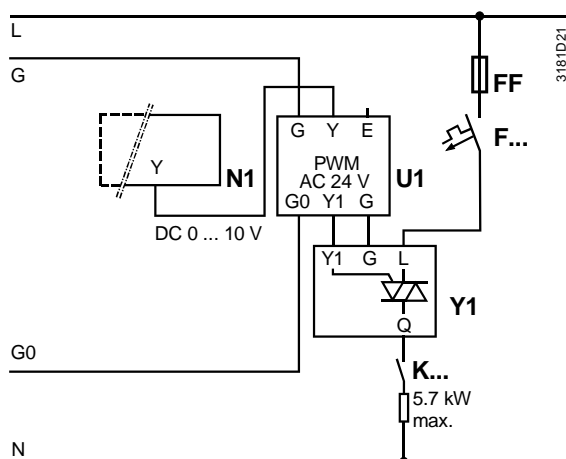 L
3181D21
G
FF
F...
G Y E
PWM
AC 24 V
U1
G0 Y1 G
Y
N1
DC 0 ... 10 V
Y1 G L
Y1
Q
G0
K...
5.7 kW
max.
N